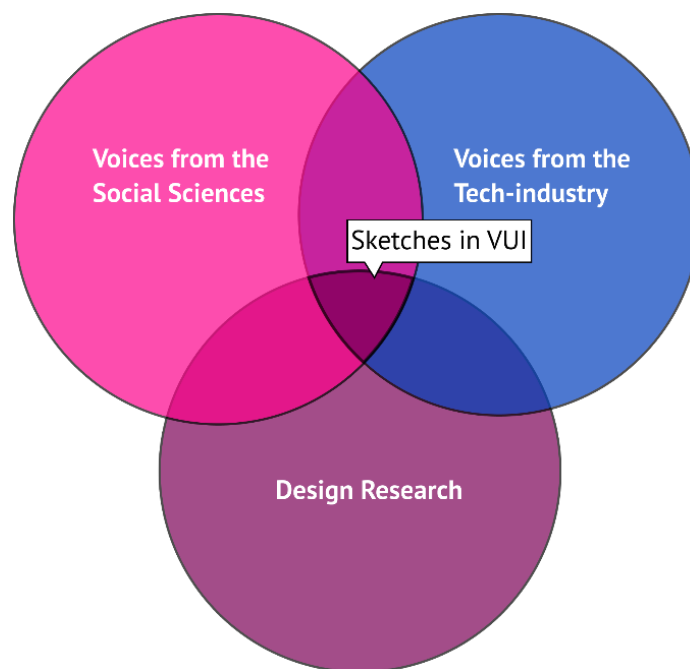 Voices from the
Social Sciences
Voices from the
Tech-industry
Sketches in VUI
Design Research